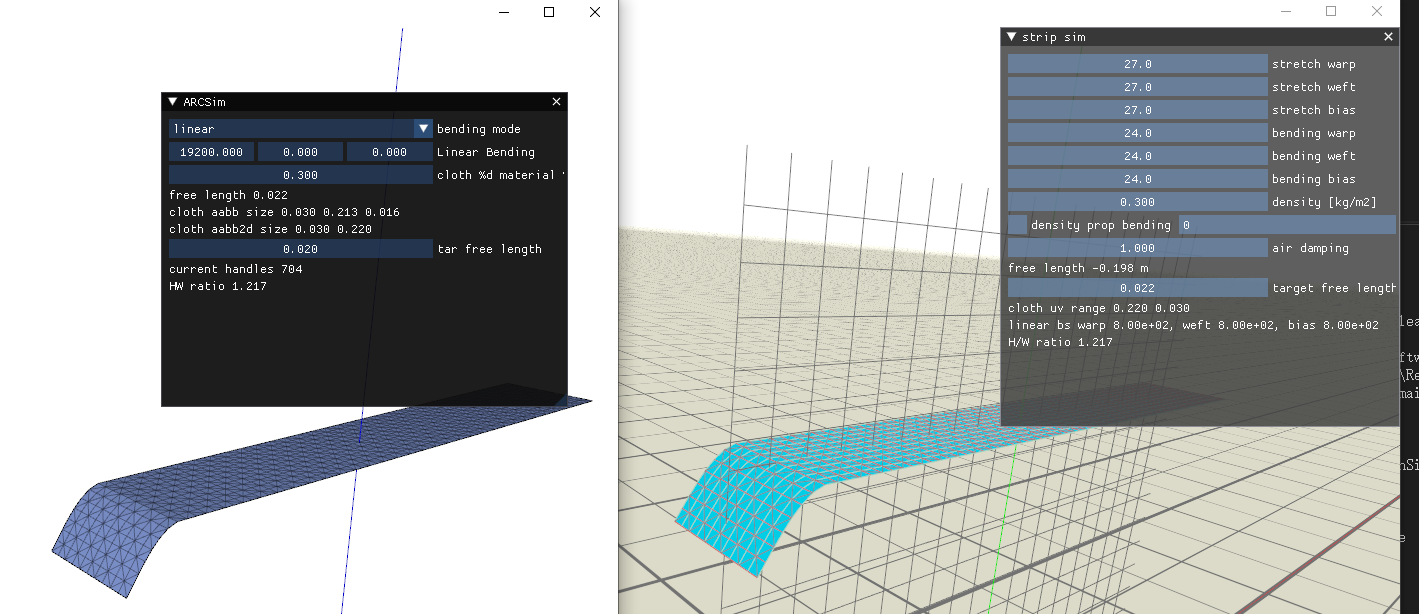 ARCSim
linear bending mode
19200.000 0.000 0.000 Linear Bending
0.300 cloth %d material
free length 0.022
cloth aabb size 0.030 0.213 0.016
cloth aabb2d size 0.030 0.220
0.020 tar free length
current handles 704
HW ratio 1.217
strip sim
27.0 stretch warp
27.0 stretch weft
27.0 stretch bias
24.0 bending warp
24.0 bending weft
24.0 bending bias
0.300 density [kg/m2]
density prop bending 0
1.000 air damping
free length -0.198 m
0.022 target free length
cloth uv range 0.220 0.030
linear bs warp 8.00e+02, weft 8.00e+02, bias 8.00e+02
H/W ratio 1.217